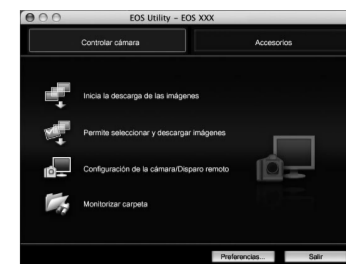 EOS Utility – EOS XXX
Controlar cámara
Accesorios
Inicia la descarga de las imágenes
Permite seleccionar y descargar imágenes
Configuración de la cámara/Disparo remoto
Monitorizar carpeta
Preferencias...
Salir